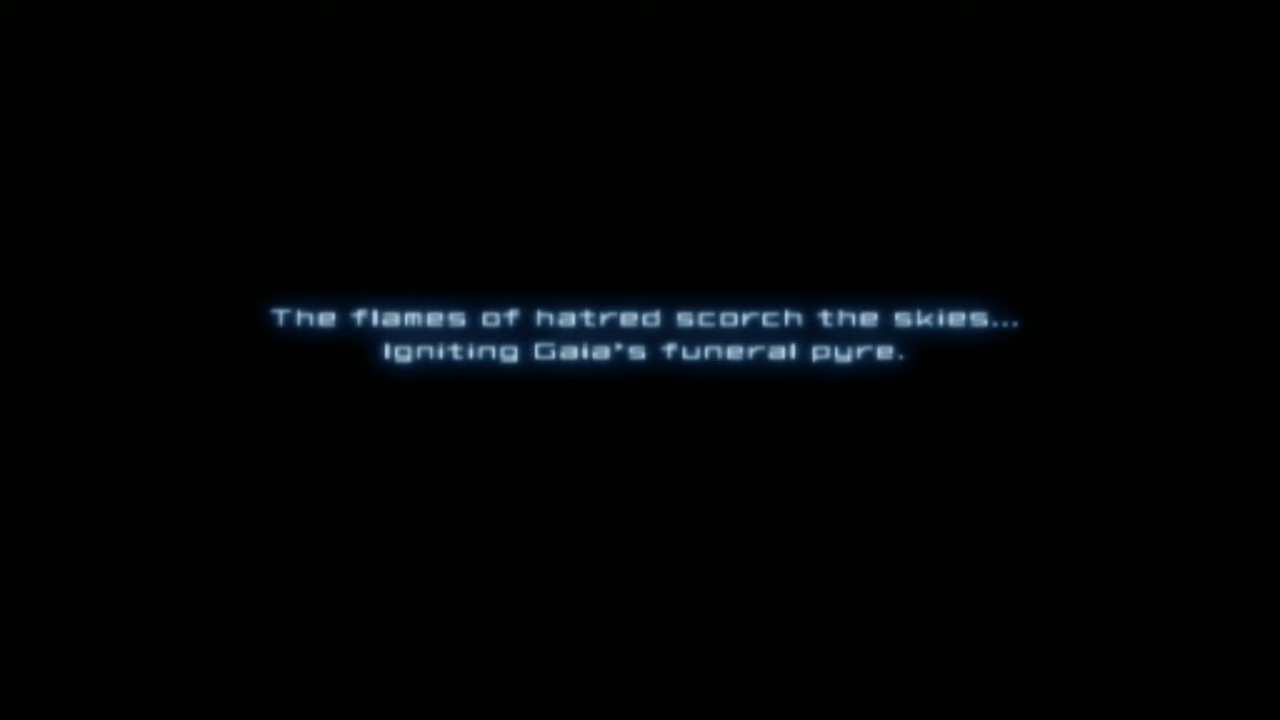 The flames of hatred scorch the skies...
Igniting Gaia's funeral pyre.